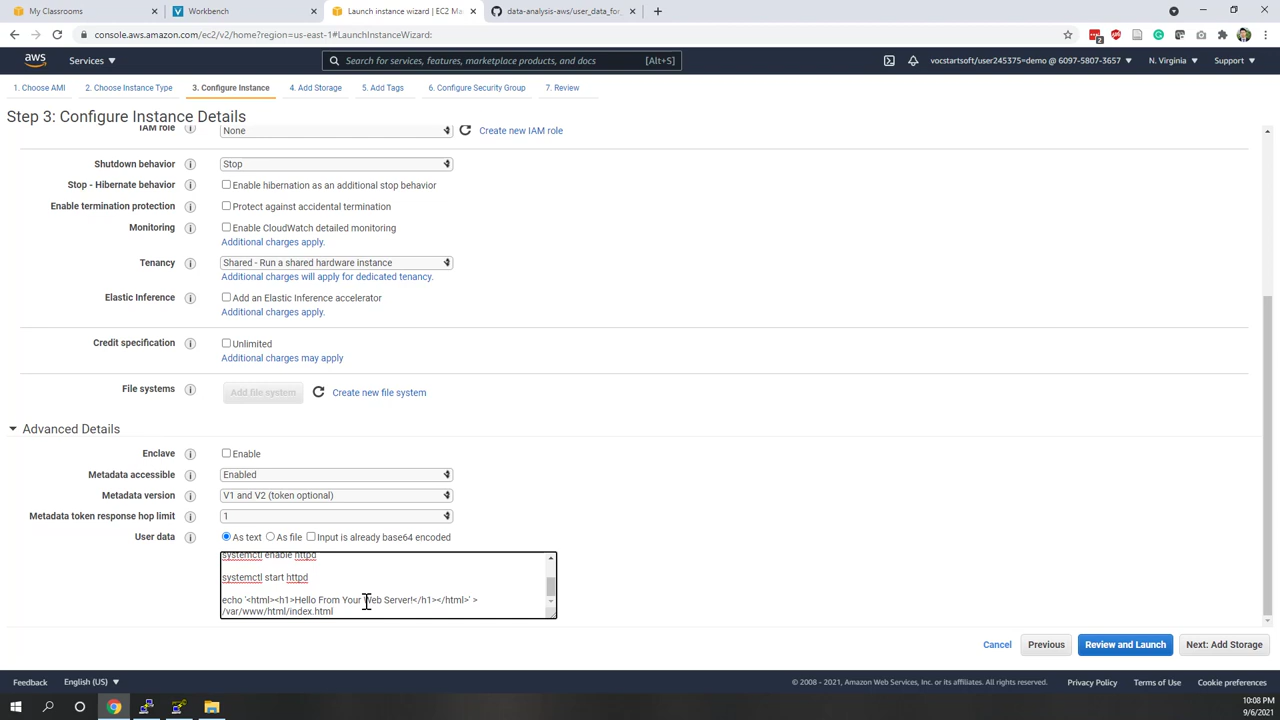 My Classrooms
Workbench
Launch instance wizard | EC2 Ma
data-analysis-aws/user_data_for_
console.aws.amazon.com/ec2/v2/home?region=us-east-1#LaunchInstanceWizard:
2
aws
Services
Search for services, features, marketplace products, and docs
[Alt+S]
vocstartsoft/user245375=demo @ 6097-5807-3657
N. Virginia
Support
1. Choose AMI
2. Choose Instance Type
3. Configure Instance
4. Add Storage
5. Add Tags
6. Configure Security Group
7. Review
Step 3: Configure Instance Details
IAM role
None
Create new IAM role
Shutdown behavior
Stop
Stop - Hibernate behavior
Enable hibernation as an additional stop behavior
Enable termination protection
Protect against accidental termination
Monitoring
Enable CloudWatch detailed monitoring
Additional charges apply.
Tenancy
Shared - Run a shared hardware instance
Additional charges will apply for dedicated tenancy.
Elastic Inference
Add an Elastic Inference accelerator
Additional charges apply.
Credit specification
Unlimited
Additional charges may apply
File systems
Add file system
Create new file system
Advanced Details
Enclave
Enable
Metadata accessible
Enabled
Metadata version
V1 and V2 (token optional)
Metadata token response hop limit
1
User data
As text
As file
Input is already base64 encoded
systemctl enable httpd
systemctl start httpd
echo '<html><h1>Hello From Your Web Server!</h1></html>' >
/var/www/html/index.html
Cancel
Previous
Review and Launch
Next: Add Storage
Feedback
English (US)
© 2008 - 2021, Amazon Web Services, Inc. or its affiliates. All rights reserved.
Privacy Policy
Terms of Use
Cookie preferences
10:08 PM
9/6/2021